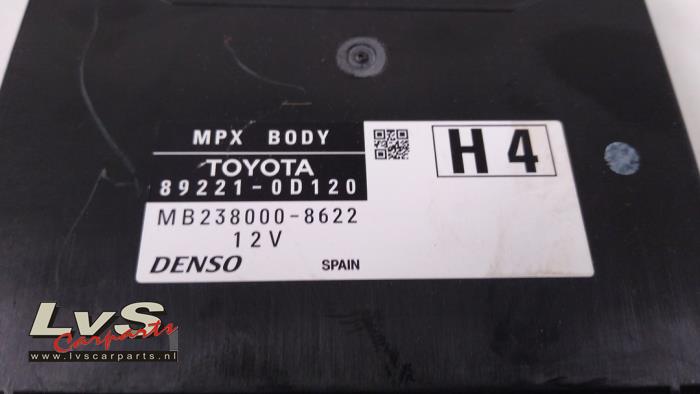 MPX BODY
TOYOTA
89221-0D120
MB238000-8622
12V
DENSO SPAIN
H4
LvS
Carparts
www.lvscarparts.nl